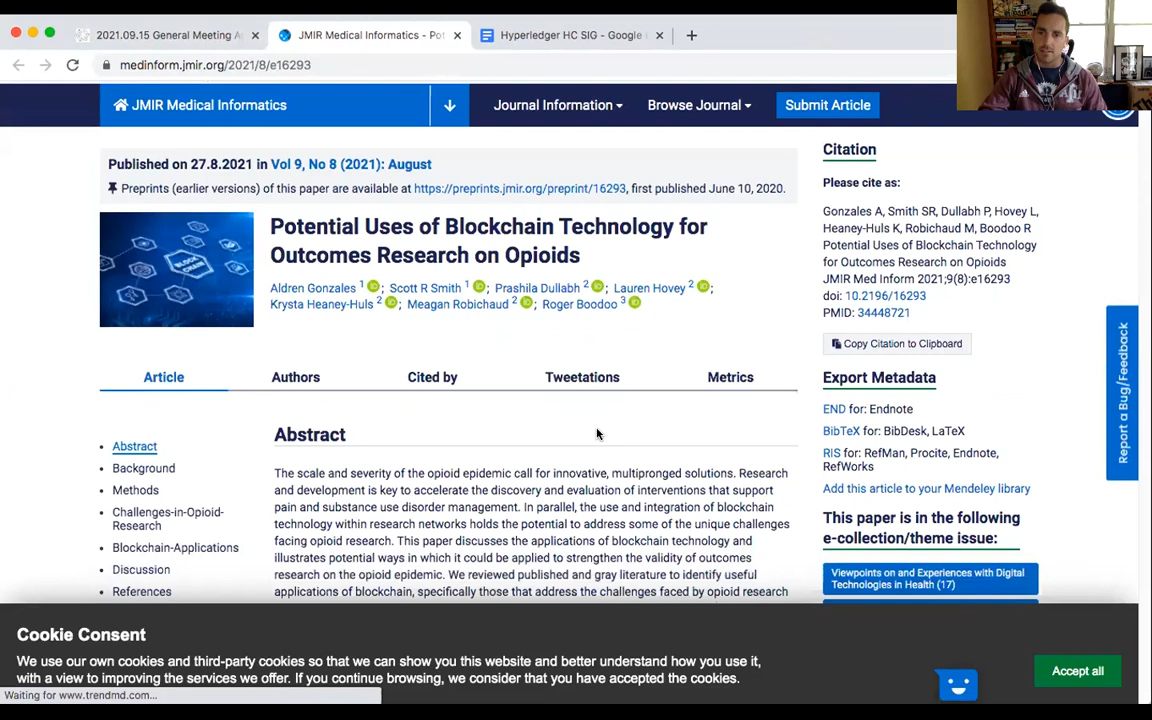 2021.09.15 General Meeting A
JMIR Medical Informatics - Pot
Hyperledger HC SIG - Google
medinform.jmir.org/2021/8/e16293
JMIR Medical Informatics
Journal Information
Browse Journal
Submit Article
Published on 27.8.2021 in Vol 9, No 8 (2021): August
Preprints (earlier versions) of this paper are available at https://preprints.jmir.org/preprint/16293, first published June 10, 2020.
BLOCK
CHAIN
Potential Uses of Blockchain Technology for
Outcomes Research on Opioids
Aldren Gonzales 1 iD; Scott R Smith 1 iD; Prashila Dullabh 2 iD; Lauren Hovey 2 iD;
Krysta Heaney-Huls 2 iD; Meagan Robichaud 2 iD; Roger Boodoo 3 iD
Article
Authors
Cited by
Tweetations
Metrics
Abstract
Background
Methods
Challenges-in-Opioid-
Research
Blockchain-Applications
Discussion
References
Abstract
The scale and severity of the opioid epidemic call for innovative, multipronged solutions. Research
and development is key to accelerate the discovery and evaluation of interventions that support
pain and substance use disorder management. In parallel, the use and integration of blockchain
technology within research networks holds the potential to address some of the unique challenges
facing opioid research. This paper discusses the applications of blockchain technology and
illustrates potential ways in which it could be applied to strengthen the validity of outcomes
research on the opioid epidemic. We reviewed published and gray literature to identify useful
applications of blockchain, specifically those that address the challenges faced by opioid research
Citation
Please cite as:
Gonzales A, Smith SR, Dullabh P, Hovey L,
Heaney-Huls K, Robichaud M, Boodoo R
Potential Uses of Blockchain Technology
for Outcomes Research on Opioids
JMIR Med Inform 2021;9(8):e16293
doi: 10.2196/16293
PMID: 34448721
Copy Citation to Clipboard
Export Metadata
END for: Endnote
BibTeX for: BibDesk, LaTeX
RIS for: RefMan, Procite, Endnote,
RefWorks
Add this article to your Mendeley library
This paper is in the following
e-collection/theme issue:
Viewpoints on and Experiences with Digital
Technologies in Health (17)
Report a Bug/Feedback
Cookie Consent
We use our own cookies and third-party cookies so that we can show you this website and better understand how you use it,
with a view to improving the services we offer. If you continue browsing, we consider that you have accepted the cookies.
Accept all
Waiting for www.trendmd.com...